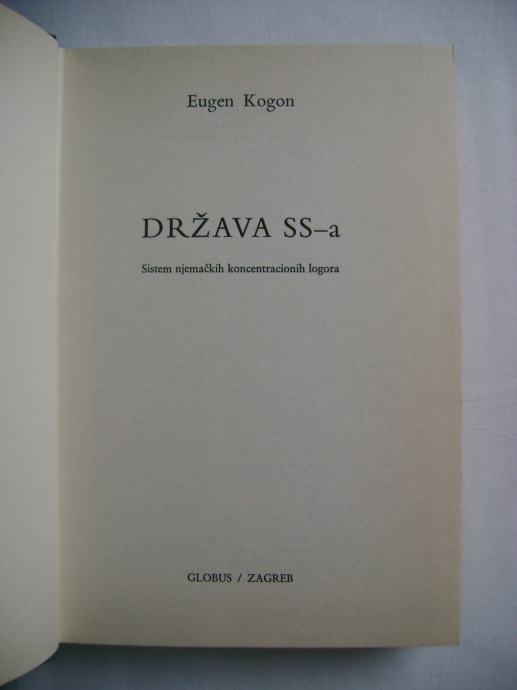 Eugen Kogon
DRŽAVA SS–a
Sistem njemačkih koncentracionih logora
GLOBUS / ZAGREB